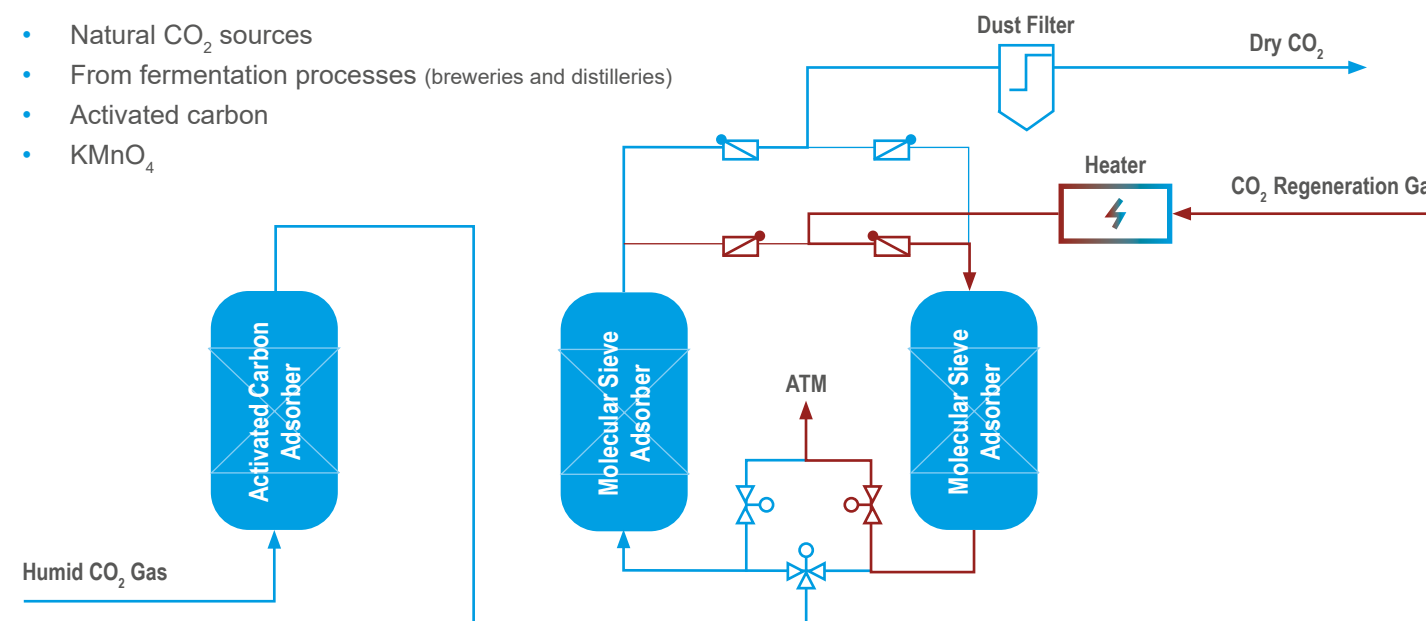 • Natural CO₂ sources
• From fermentation processes (breweries and distilleries)
• Activated carbon
• KMnO₄
Dust Filter
Dry CO₂
Heater
CO₂ Regeneration Ga
Activated Carbon
Adsorber
Molecular Sieve
Adsorber
ATM
Molecular Sieve
Adsorber
Humid CO₂ Gas